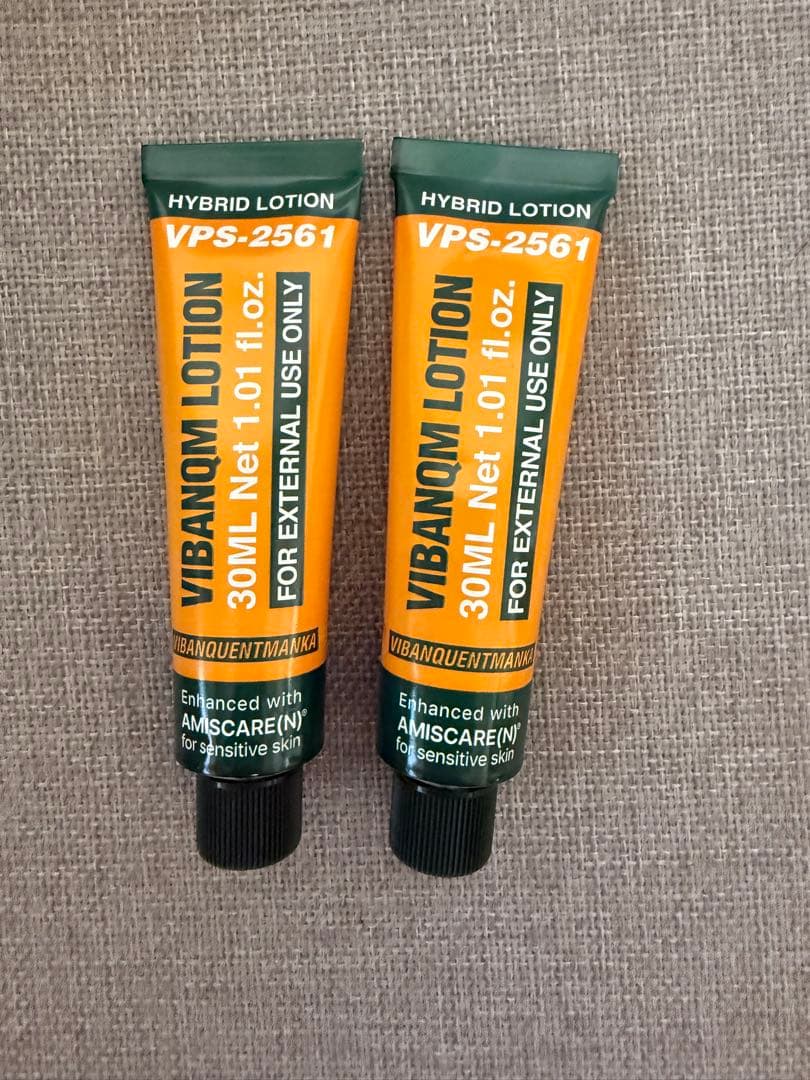 HYBRID LOTION
VPS-2561
VIBANQM LOTION
30ML Net 1.01 fl.oz.
FOR EXTERNAL USE ONLY
VIBANQUENTMANKA
Enhanced with
AMISCARE(N)®
for sensitive skin
HYBRID LOTION
VPS-2561
VIBANQM LOTION
30ML Net 1.01 fl.oz.
FOR EXTERNAL USE ONLY
VIBANQUENTMANKA
Enhanced with
AMISCARE(N)®
for sensitive skin